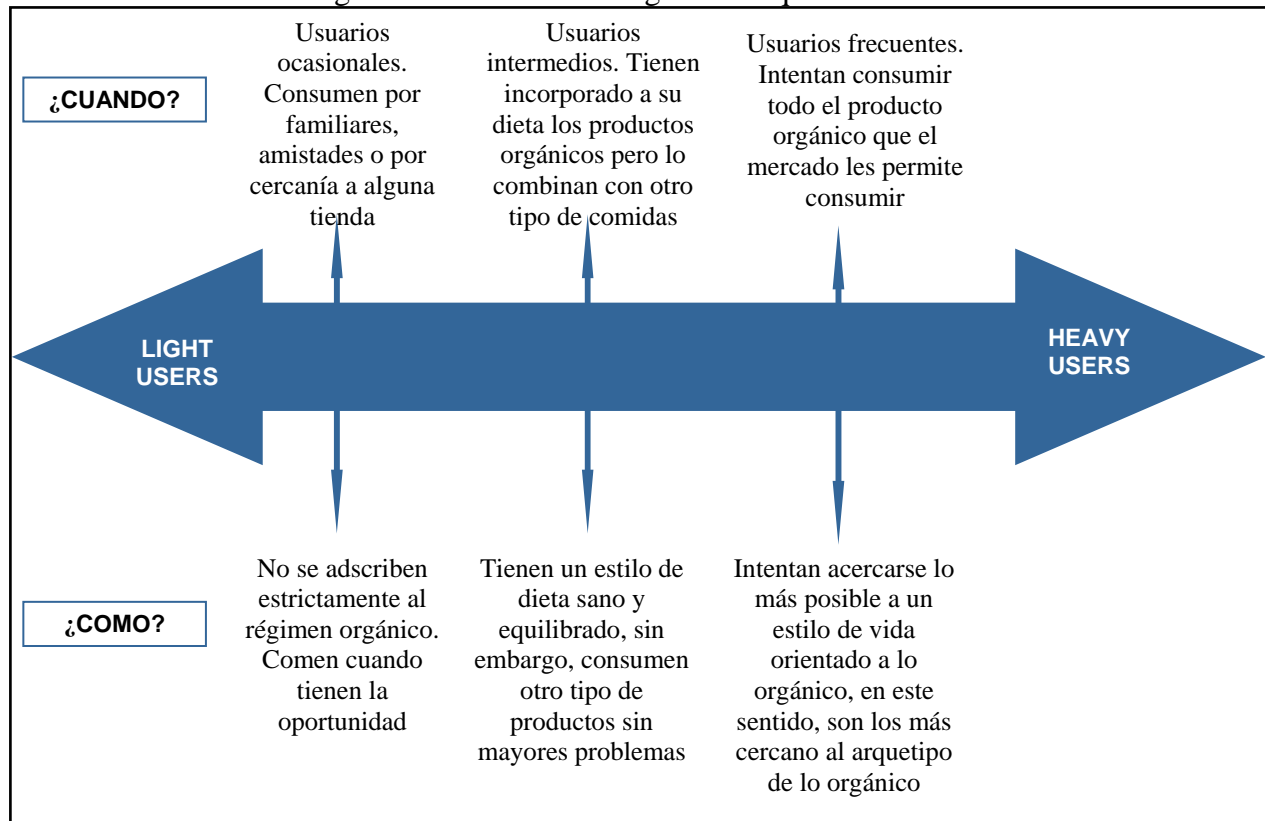 ¿CUANDO?
Usuarios
ocasionales.
Consumen por
familiares,
amistades o por
cercanía a alguna
tienda
Usuarios
intermedios. Tienen
incorporado a su
dieta los productos
orgánicos pero lo
combinan con otro
tipo de comidas
Usuarios frecuentes.
Intentan consumir
todo el producto
orgánico que el
mercado les permite
consumir
LIGHT
USERS
HEAVY
USERS
¿COMO?
No se adscriben
estrictamente al
régimen orgánico.
Comen cuando
tienen la
oportunidad
Tienen un estilo de
dieta sano y
equilibrado, sin
embargo, consumen
otro tipo de
productos sin
mayores problemas
Intentan acercarse lo
más posible a un
estilo de vida
orientado a lo
orgánico, en este
sentido, son los más
cercano al arquetipo
de lo orgánico